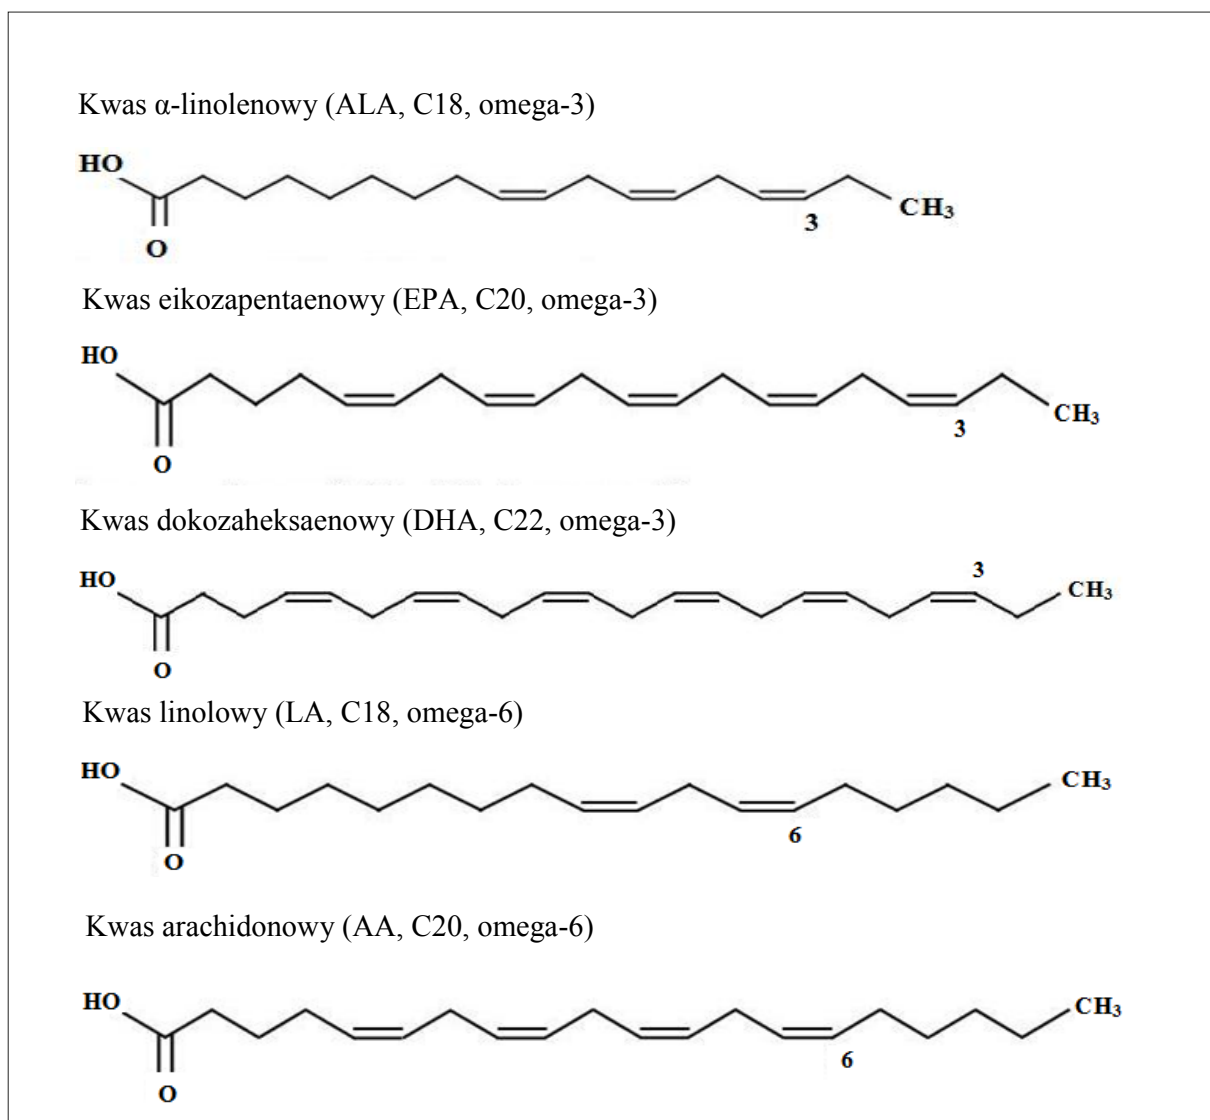 Kwas α-linolenowy (ALA, C18, omega-3)
HO
CH3
3
O
Kwas eikozapentaenowy (EPA, C20, omega-3)
HO
CH3
3
O
Kwas dokozaheksaenowy (DHA, C22, omega-3)
3
HO
CH3
O
Kwas linolowy (LA, C18, omega-6)
HO
CH3
6
O
Kwas arachidonowy (AA, C20, omega-6)
HO
CH3
6
O